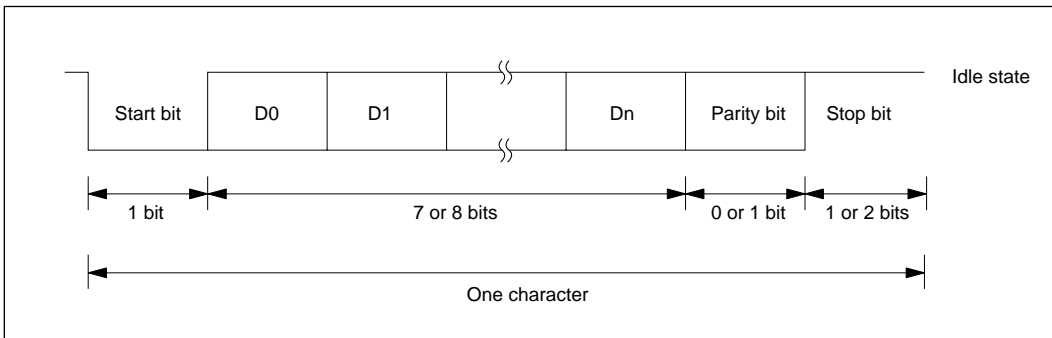 Idle state
Start bit D0 D1 Dn Parity bit Stop bit
1 bit 7 or 8 bits 0 or 1 bit 1 or 2 bits
One character